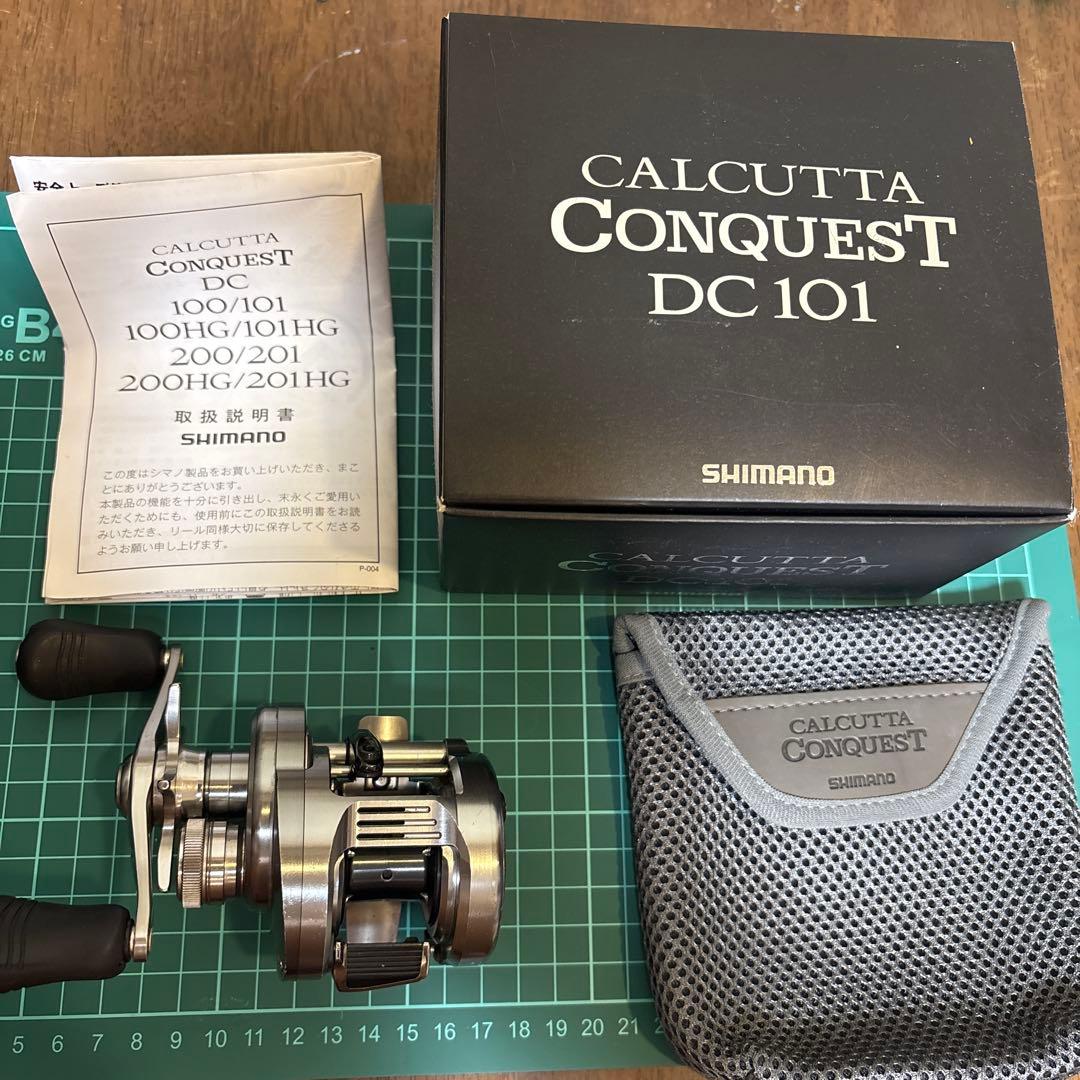 CALCUTTA
CONQUEST
DC
100/101
100HG/101HG
200/201
200HG/201HG
取扱説明書
SHIMANO
この度はシマノ製品をお買い上げいただき、まこ
とにありがとうございます。
本製品の機能を十分に引き出し、末永くご愛用い
ただくためにも、使用前にこの取扱説明書をお読
みいただき、リール同様大切に保存してくださる
ようお願い申し上げます。
P-004
CALCUTTA
CONQUEST
DC 101
SHIMANO
CALCUTTA
CONQUEST
DC 101
CALCUTTA
CONQUEST
SHIMANO
26 CM
5 6 7 8 9 10 11 12 13 14 15 16 17 18 19 20 21